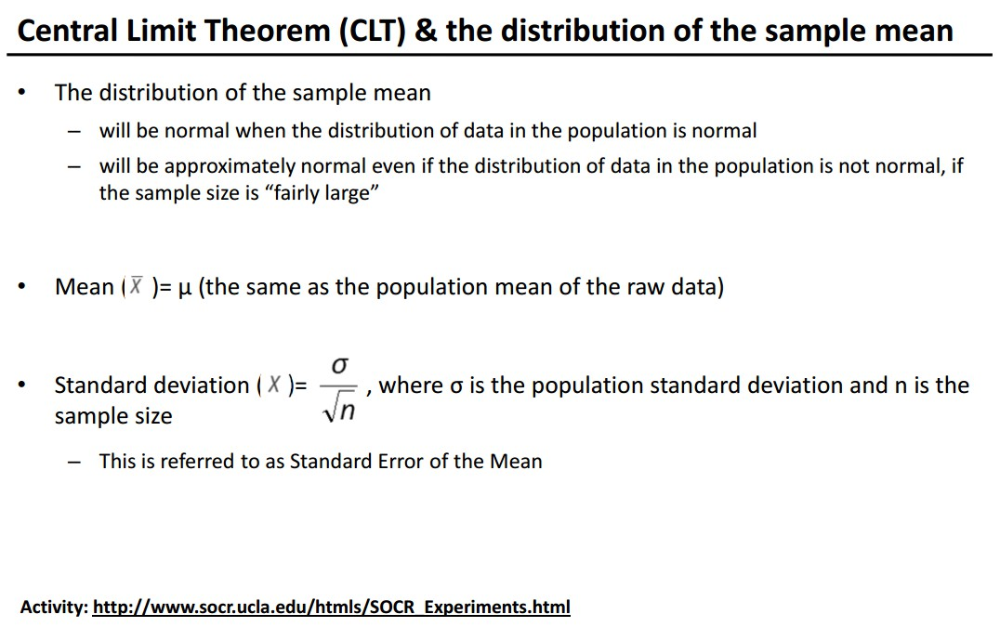 Central Limit Theorem (CLT) & the distribution of the sample mean
• The distribution of the sample mean
– will be normal when the distribution of data in the population is normal
– will be approximately normal even if the distribution of data in the population is not normal, if
the sample size is “fairly large”
• Mean ( X̅ )= μ (the same as the population mean of the raw data)
• Standard deviation ( X )= σ/√n , where σ is the population standard deviation and n is the
sample size
– This is referred to as Standard Error of the Mean
Activity: http://www.socr.ucla.edu/htmls/SOCR_Experiments.html